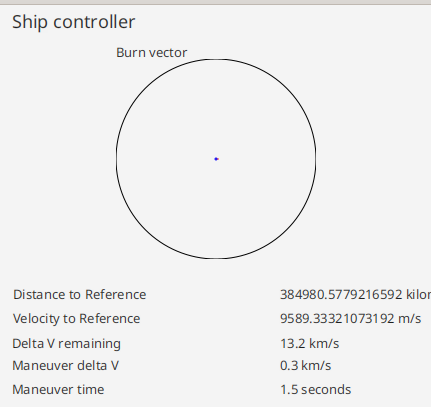 Ship controller
Burn vector
Distance to Reference 384980.5779216592 kilor
Velocity to Reference 9589.33321073192 m/s
Delta V remaining 13.2 km/s
Maneuver delta V 0.3 km/s
Maneuver time 1.5 seconds